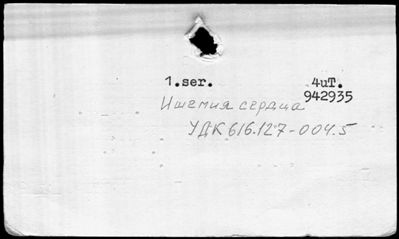 1.ser. 4uT.
942935
Ишемия сердца
УДК 616.127-004.5